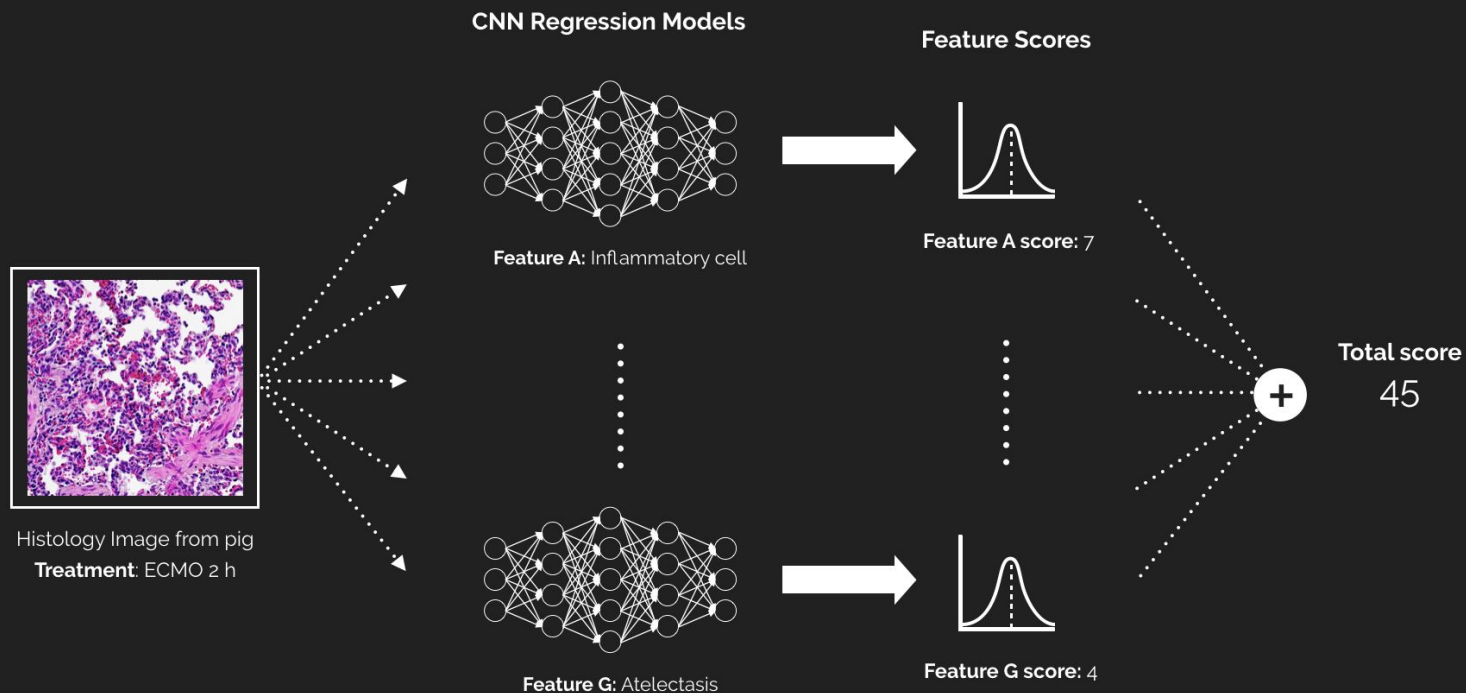 CNN Regression Models
Feature Scores
Feature A: Inflammatory cell
Feature A score: 7
Total score
45
Histology Image from pig
Treatment: ECMO 2 h
Feature G: Atelectasis
Feature G score: 4